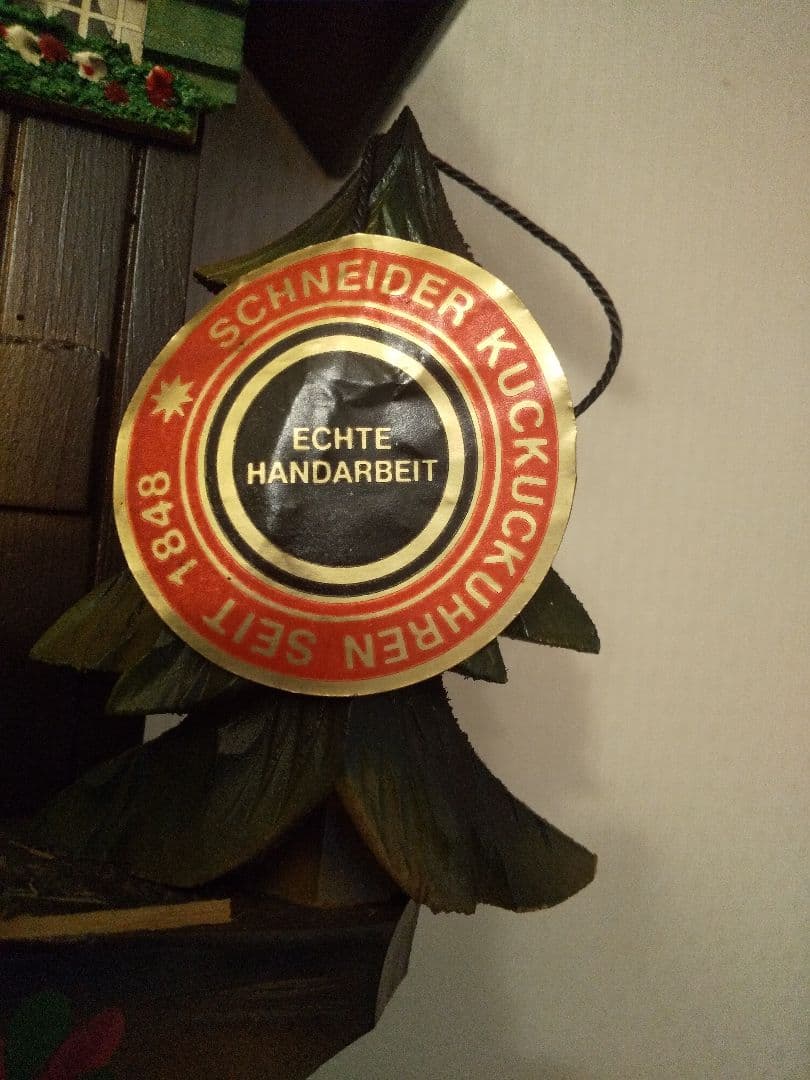 SCHNEIDER KUCKUCKUHREN SEIT 1848
ECHTE
HANDARBEIT